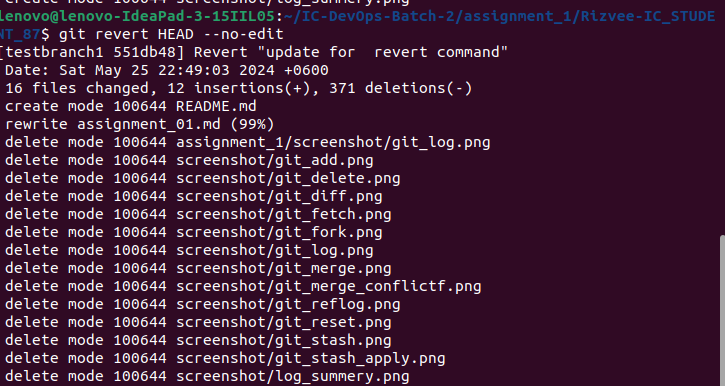 create mode 100644 screenshot/log_summery.png
lenovo@lenovo-IdeaPad-3-15IIL05:~/IC-DevOps-Batch-2/assignment_1/Rizvee-IC_STUDE
NT_87$ git revert HEAD --no-edit
[testbranch1 551db48] Revert "update for  revert command"
 Date: Sat May 25 22:49:03 2024 +0600
 16 files changed, 12 insertions(+), 371 deletions(-)
 create mode 100644 README.md
 rewrite assignment_01.md (99%)
 delete mode 100644 assignment_1/screenshot/git_log.png
 delete mode 100644 screenshot/git_add.png
 delete mode 100644 screenshot/git_delete.png
 delete mode 100644 screenshot/git_diff.png
 delete mode 100644 screenshot/git_fetch.png
 delete mode 100644 screenshot/git_fork.png
 delete mode 100644 screenshot/git_log.png
 delete mode 100644 screenshot/git_merge.png
 delete mode 100644 screenshot/git_merge_conflictf.png
 delete mode 100644 screenshot/git_reflog.png
 delete mode 100644 screenshot/git_reset.png
 delete mode 100644 screenshot/git_stash.png
 delete mode 100644 screenshot/git_stash_apply.png
 delete mode 100644 screenshot/log_summery.png